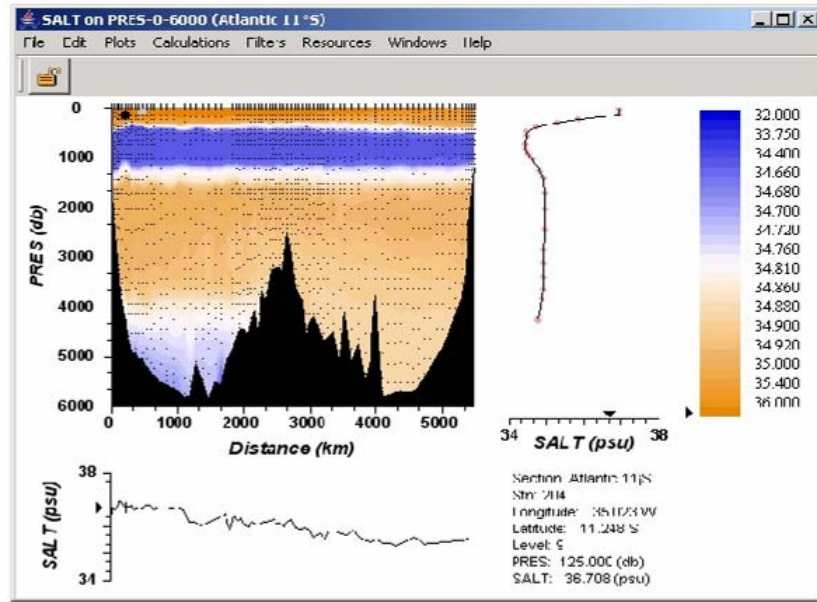 SALT on PRES-0-6000 (Atlantic 11°S)
File Edit Plots Calculations Filters Resources Windows Help
0
1000
2000
3000
4000
5000
6000
PRES (db)
0 1000 2000 3000 4000 5000
Distance (km)
34 38
SALT (psu)
32.000
33.750
34.400
34.660
34.680
34.700
34.720
34.760
34.810
34.860
34.880
34.900
34.920
35.000
35.400
36.000
38
34
SALT (psu)
Section: Atlantic 11¡S
Stn: 204
Longitude:
Latitude: 11.248 S
Level: 9
PRES: 125.000 (db)
SALT: 36.708 (psu)